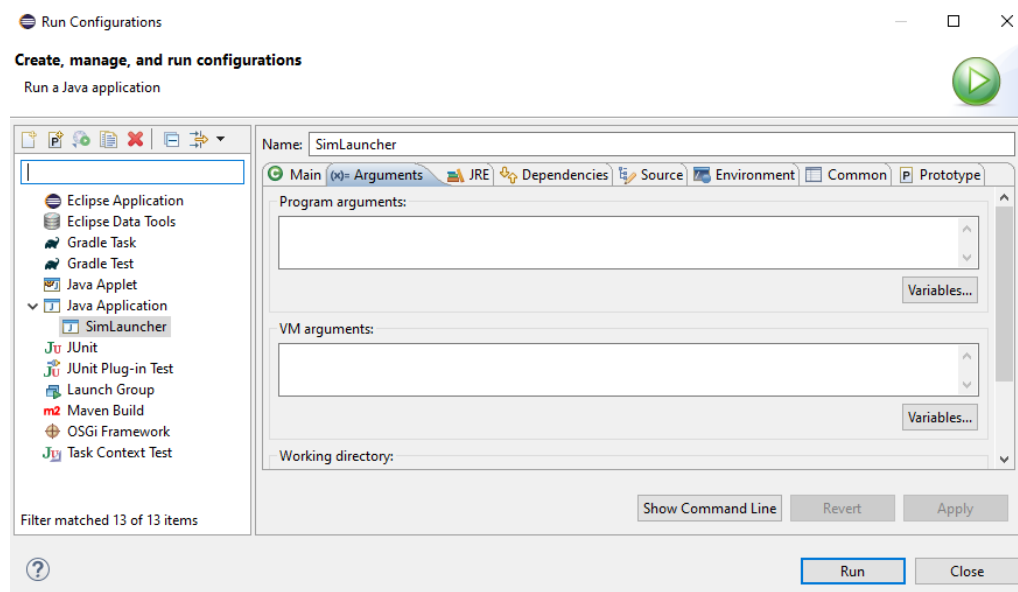 Run Configurations
Create, manage, and run configurations
Run a Java application
Eclipse Application
Eclipse Data Tools
Gradle Task
Gradle Test
Java Applet
Java Application
SimLauncher
JUnit
JUnit Plug-in Test
Launch Group
m2 Maven Build
OSGi Framework
Task Context Test
Filter matched 13 of 13 items
Name: SimLauncher
Main (x)= Arguments JRE Dependencies Source Environment Common P Prototype
Program arguments:
Variables...
VM arguments:
Variables...
Working directory:
Show Command Line Revert Apply
? Run Close